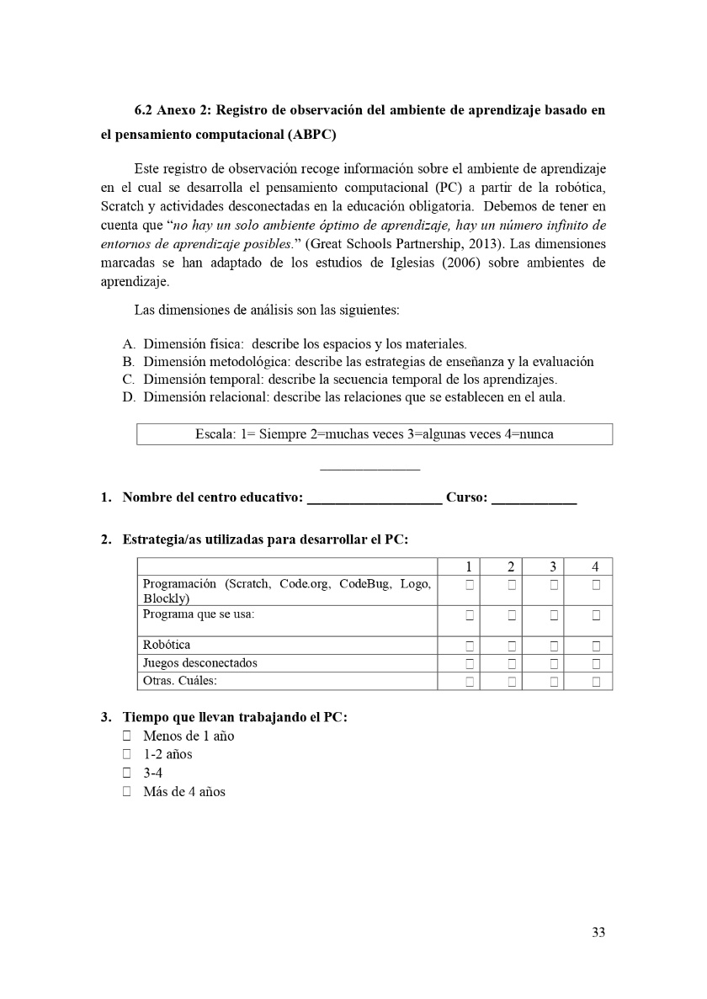 6.2 Anexo 2: Registro de observación del ambiente de aprendizaje basado en
el pensamiento computacional (ABPC)
Este registro de observación recoge información sobre el ambiente de aprendizaje
en el cual se desarrolla el pensamiento computacional (PC) a partir de la robótica,
Scratch y actividades desconectadas en la educación obligatoria. Debemos de tener en
cuenta que “no hay un solo ambiente óptimo de aprendizaje, hay un número infinito de
entornos de aprendizaje posibles.” (Great Schools Partnership, 2013). Las dimensiones
marcadas se han adaptado de los estudios de Iglesias (2006) sobre ambientes de
aprendizaje.
Las dimensiones de análisis son las siguientes:
A. Dimensión física: describe los espacios y los materiales.
B. Dimensión metodológica: describe las estrategias de enseñanza y la evaluación
C. Dimensión temporal: describe la secuencia temporal de los aprendizajes.
D. Dimensión relacional: describe las relaciones que se establecen en el aula.
Escala: 1= Siempre 2=muchas veces 3=algunas veces 4=nunca
______________
1. Nombre del centro educativo: ___________________ Curso: ____________
2. Estrategia/as utilizadas para desarrollar el PC:
1 2 3 4
Programación (Scratch, Code.org, CodeBug, Logo, ☐ ☐ ☐ ☐
Blockly)
Programa que se usa: ☐ ☐ ☐ ☐
Robótica ☐ ☐ ☐ ☐
Juegos desconectados ☐ ☐ ☐ ☐
Otras. Cuáles: ☐ ☐ ☐ ☐
3. Tiempo que llevan trabajando el PC:
☐ Menos de 1 año
☐ 1-2 años
☐ 3-4
☐ Más de 4 años
33